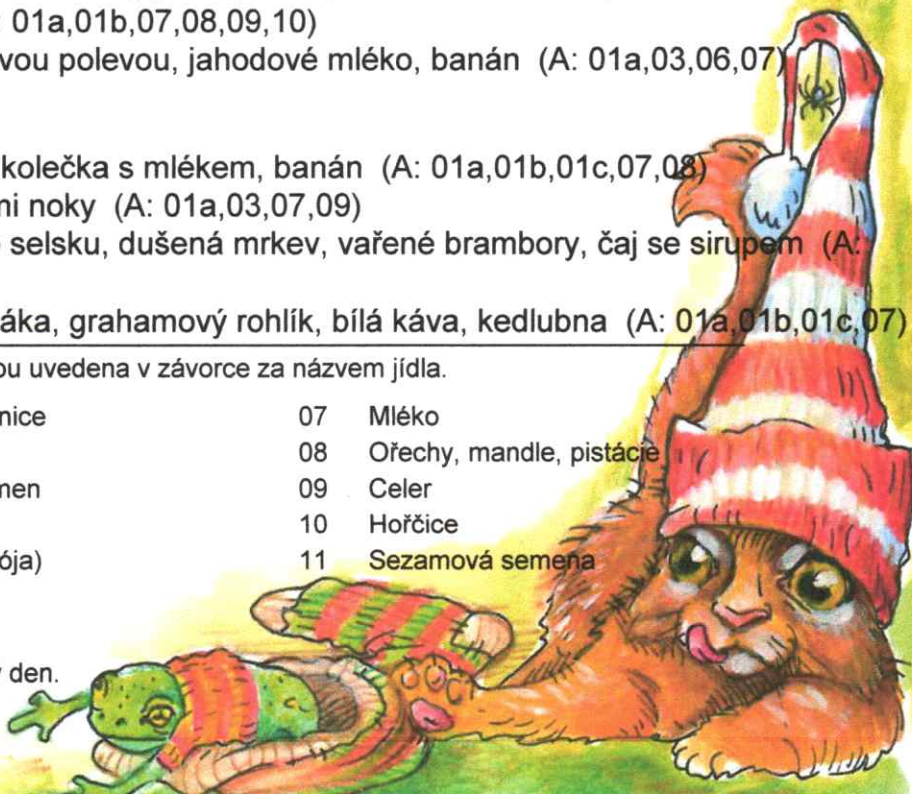 01a,01b,07,08,09,10)
vou polevou, jahodové mléko, banán (A: 01a,03,06,07)
kolečka s mlékem, banán (A: 01a,01b,01c,07,08)
mi noky (A: 01a,03,07,09)
selsku, dušená mrkev, vařené brambory, čaj se sirupem (A:
áka, grahamový rohlík, bílá káva, kedlubna (A: 01a,01b,01c,07)
ou uvedena v závorce za názvem jídla.
nice 07 Mléko
08 Ořechy, mandle, pistácie
men 09 Celer
10 Hořčice
ója) 11 Sezamová semena
den.